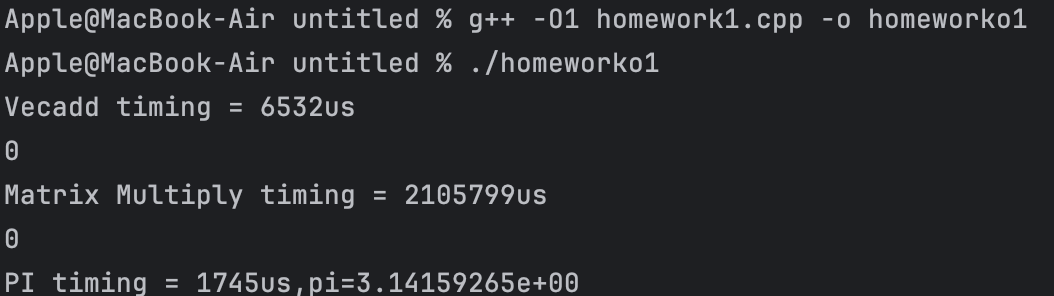 Apple@MacBook-Air untitled % g++ -O1 homework1.cpp -o homeworko1
Apple@MacBook-Air untitled % ./homeworko1
Vecadd timing = 6532us
0
Matrix Multiply timing = 2105799us
0
PI timing = 1745us,pi=3.14159265e+00